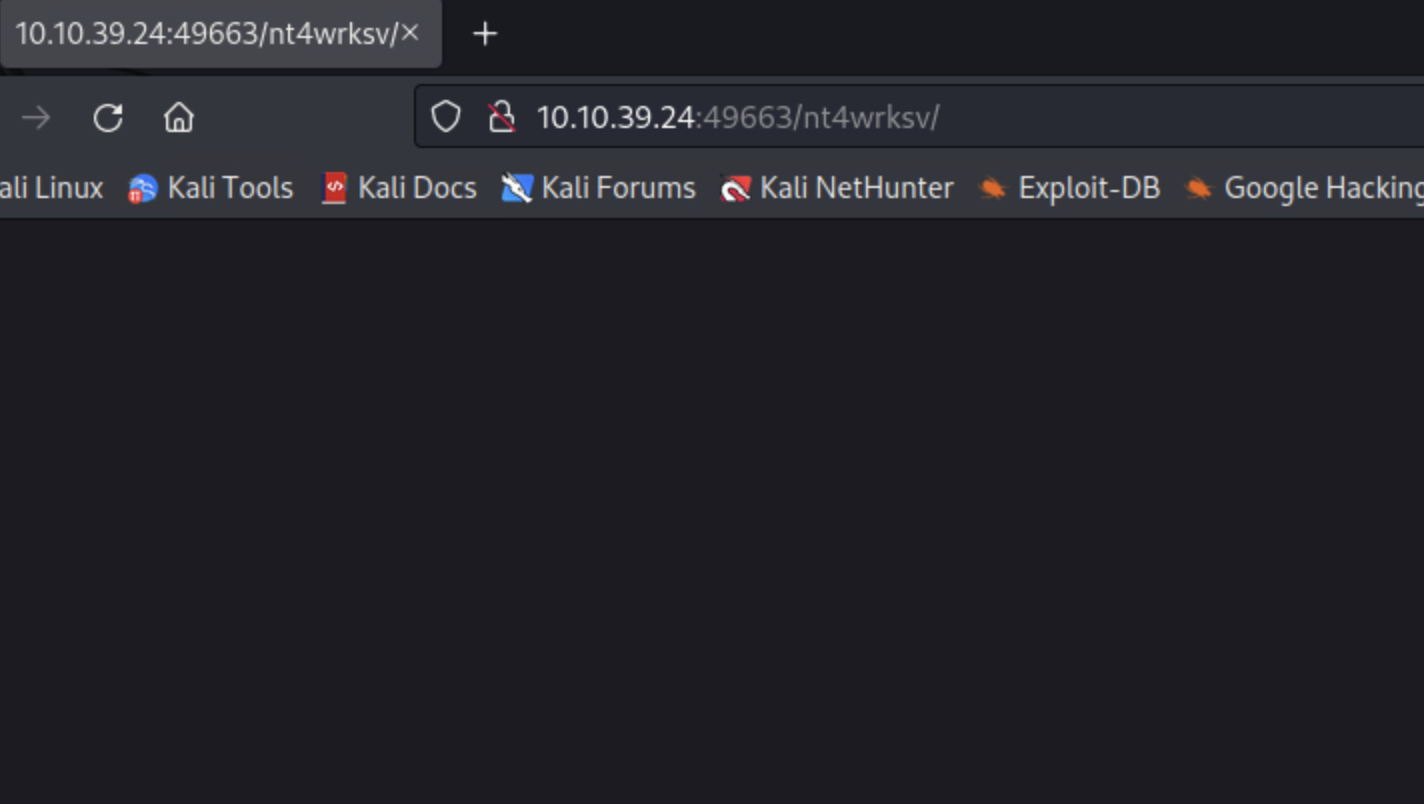 10.10.39.24:49663/nt4wrksv/
10.10.39.24:49663/nt4wrksv/
ali Linux Kali Tools Kali Docs Kali Forums Kali NetHunter Exploit-DB Google Hacking